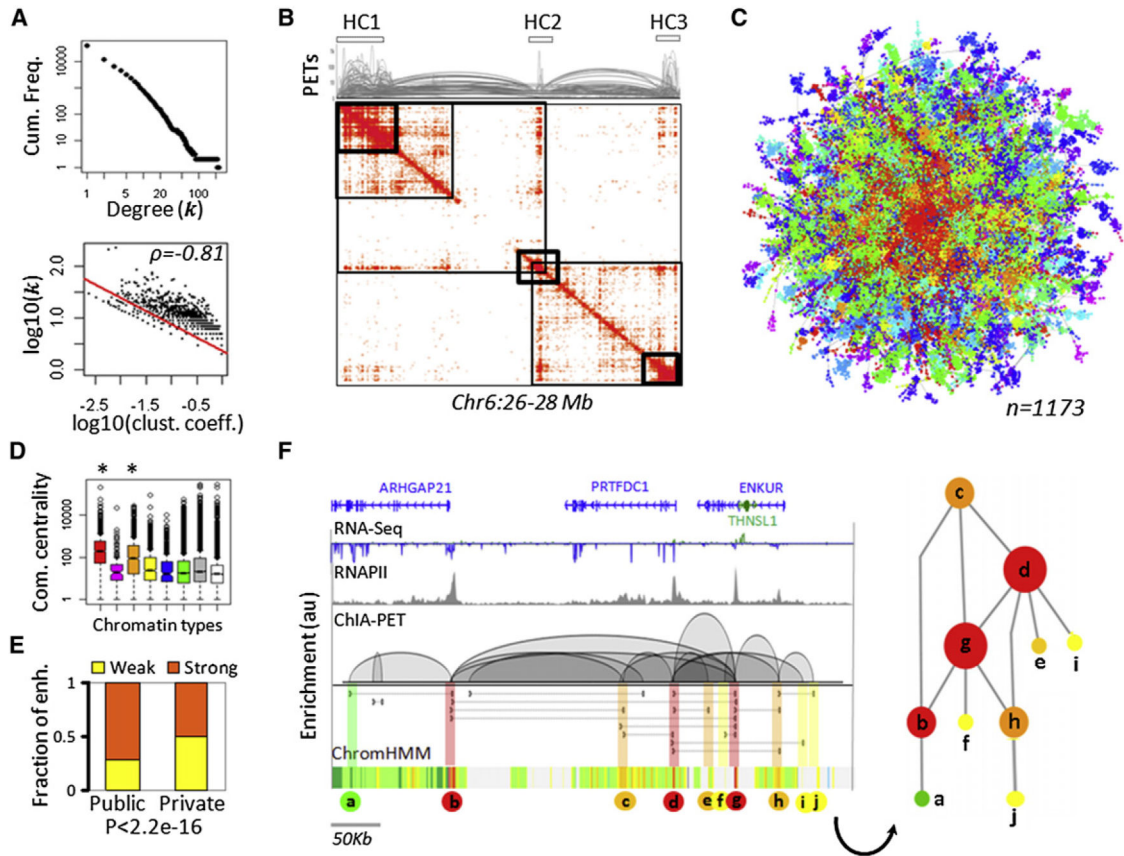 A
Cum. Freq.
10000
1000
100
10
1
1 5 20 100
Degree (k)
ρ=-0.81
log10(k)
2.0
1.0
0.0
-2.5 -1.5 -0.5
log10(clust. coeff.)
B
HC1 HC2 HC3
PETs
Chr6:26-28 Mb
C
n=1173
D
* *
Com. centrality
10000
100
1
Chromatin types
E
Weak Strong
Fraction of enh.
1
0.5
0
Public Private
P<2.2e-16
F
ARHGAP21 PRTFDC1 ENKUR
THNSL1
RNA-Seq
RNAPII
ChIA-PET
Enrichment (au)
ChromHMM
a b c d e f g h i j
50Kb
c
d
g
e i
b f h
a j